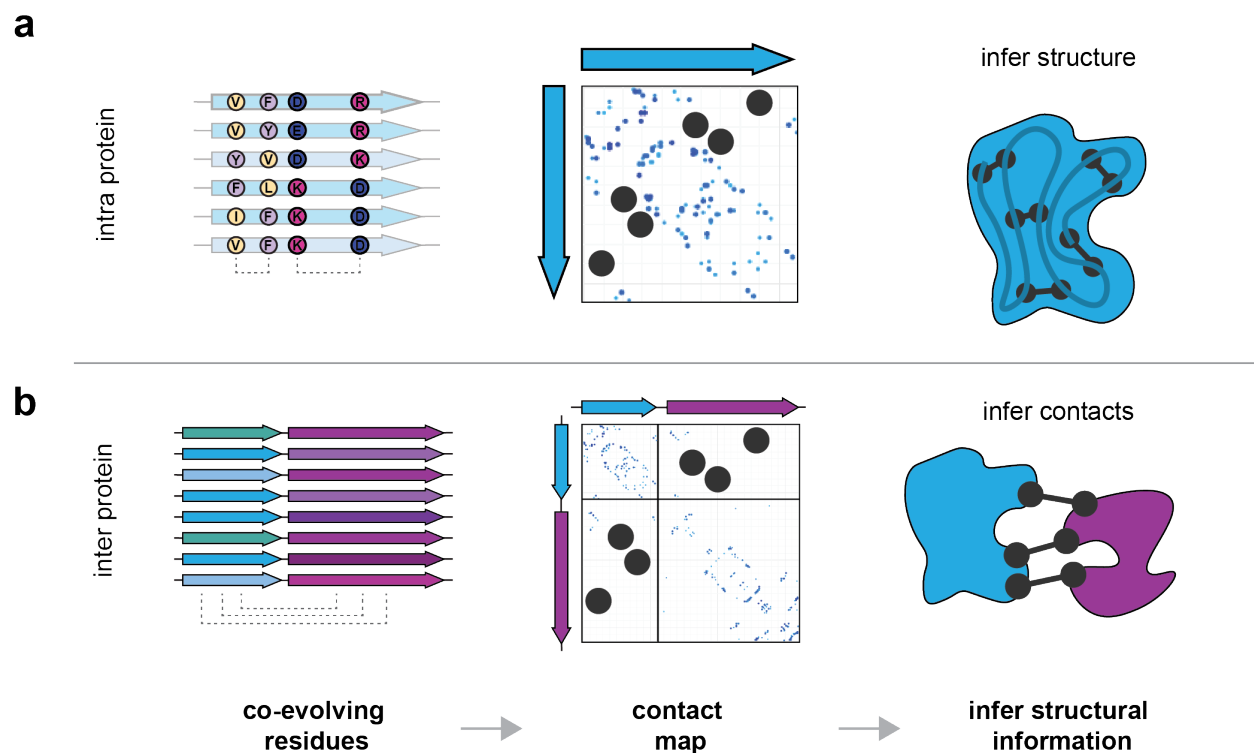 a
intra protein
V F D R
V Y E R
Y V D K
F L K D
I F K D
V F K D
infer structure
b
inter protein
infer contacts
co-evolving
residues
contact
map
infer structural
information